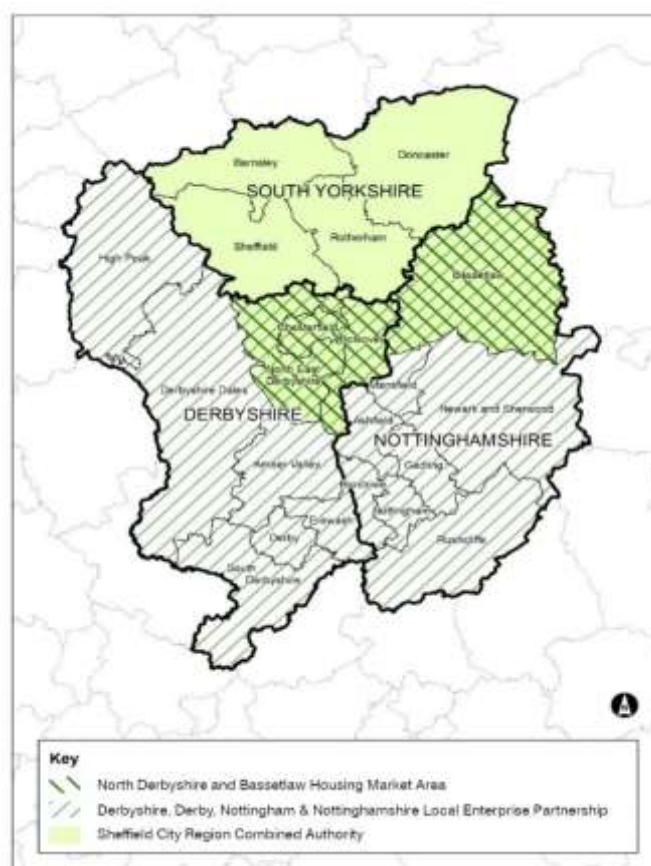 Barnsley
Doncaster
SOUTH YORKSHIRE
Sheffield
Rotherham
High Peak
Bassetlaw
Chesterfield
Bolsover
North East
Derbyshire
Mansfield
Derbyshire Dales
Newark and Sherwood
DERBYSHIRE
Ashfield
NOTTINGHAMSHIRE
Amber Valley
Gedling
Broxtowe
Erewash
Nottingham
Derby
Rushcliffe
South
Derbyshire
N
Key
North Derbyshire and Bassetlaw Housing Market Area
Derbyshire, Derby, Nottingham & Nottinghamshire Local Enterprise Partnership
Sheffield City Region Combined Authority